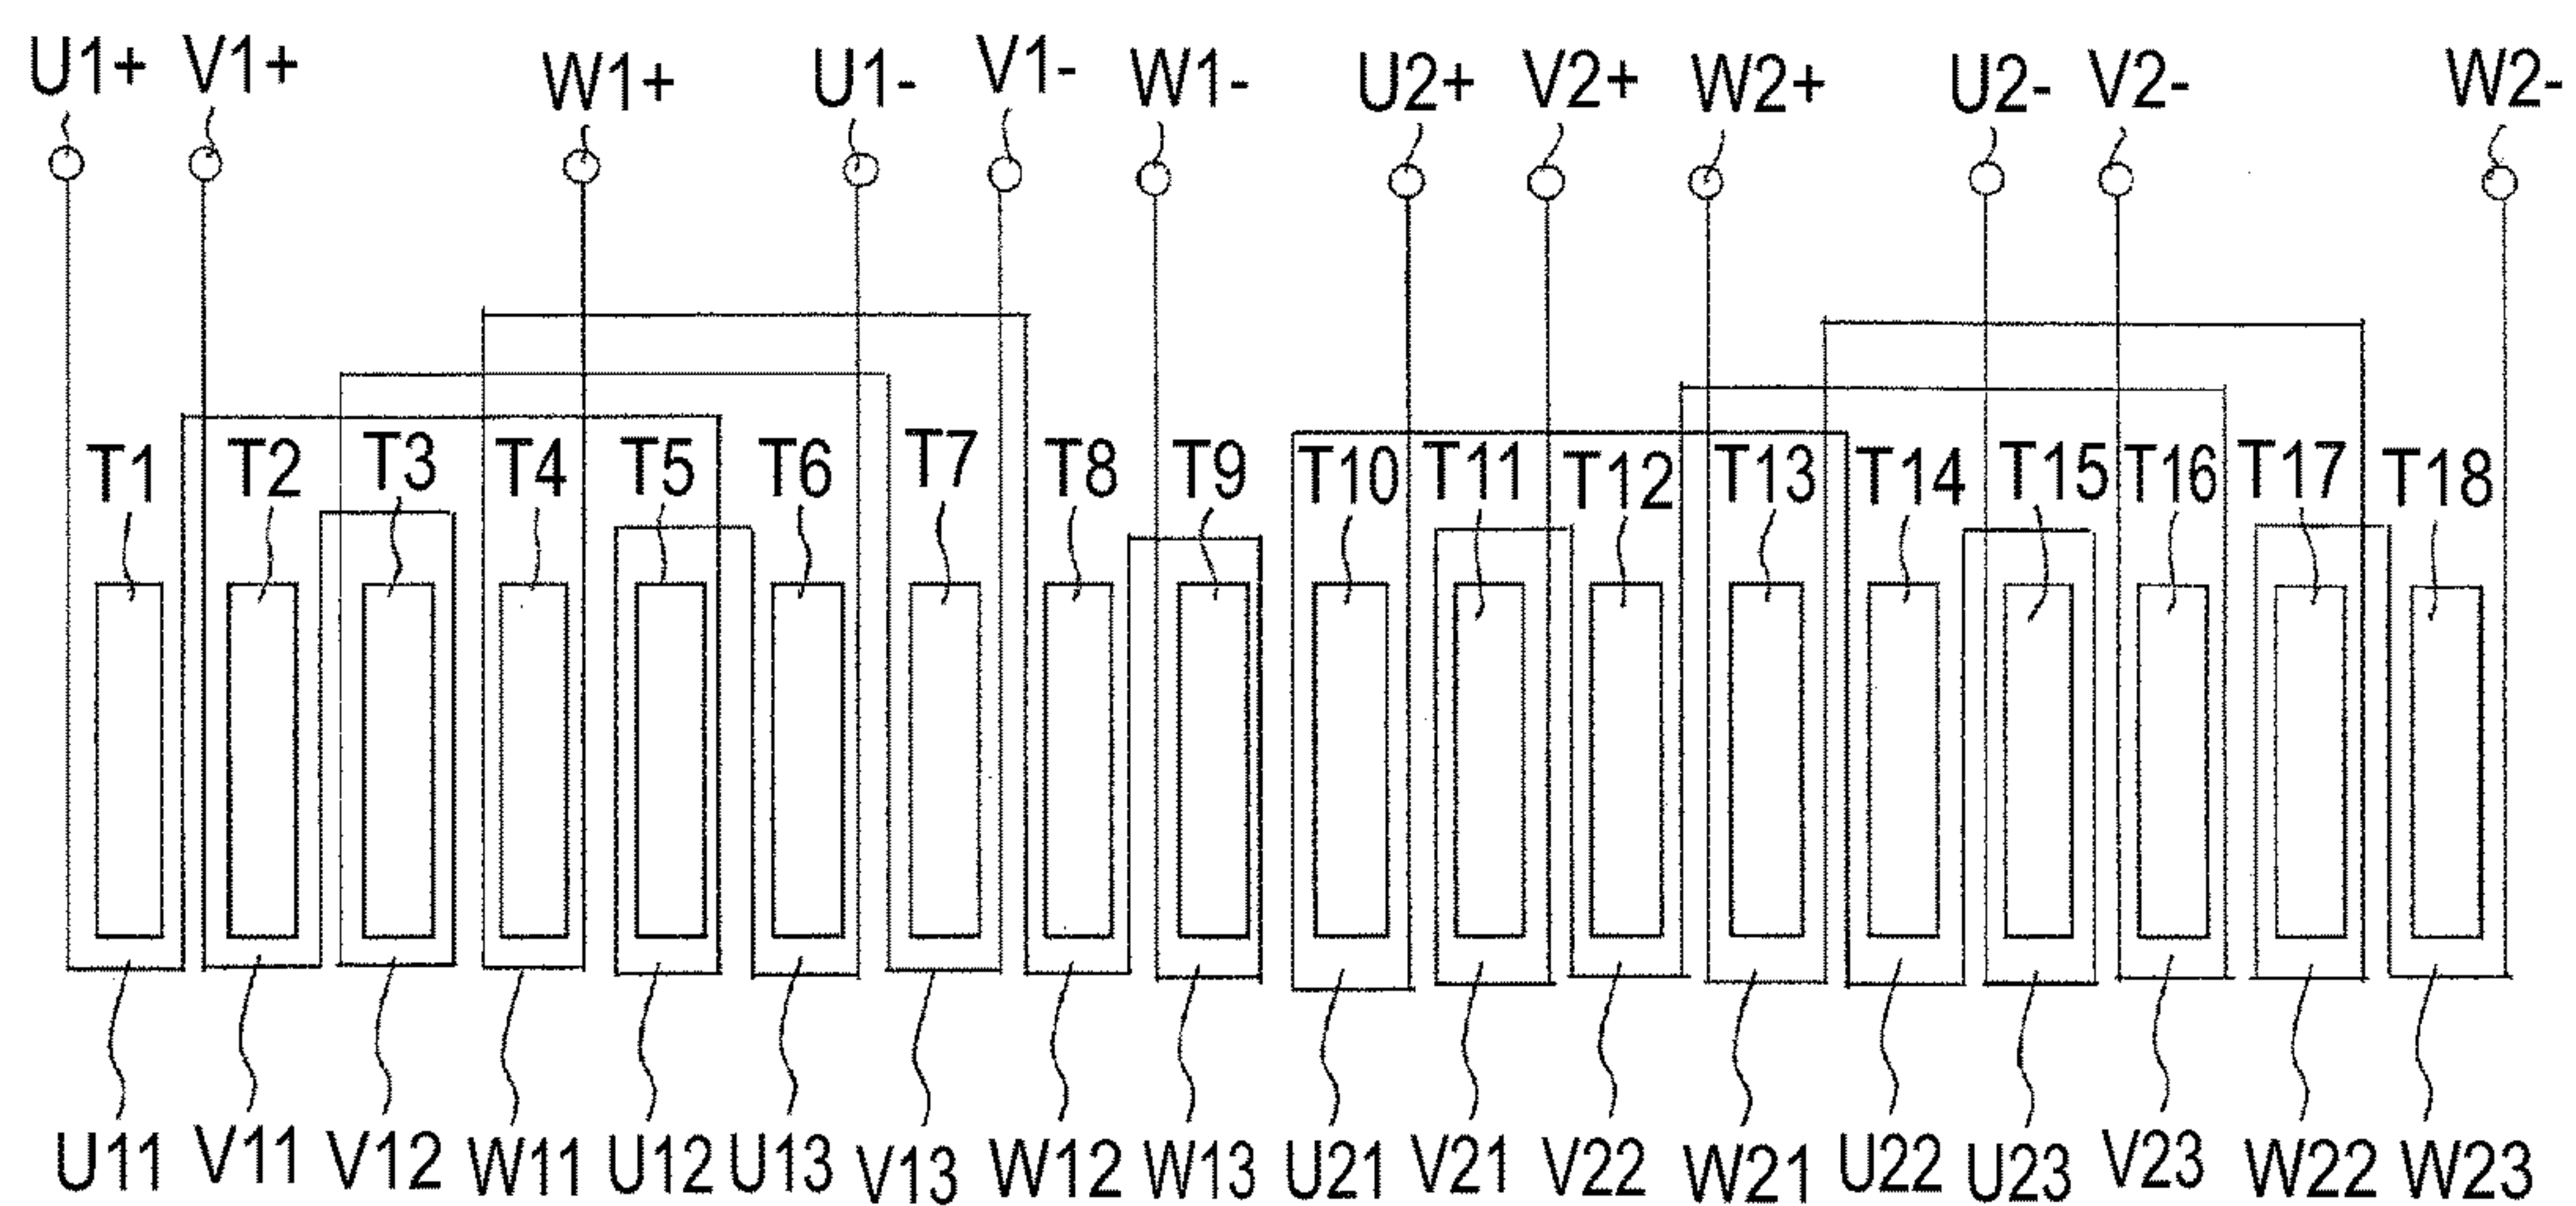 U1+ V1+ W1+ U1- V1- W1- U2+ V2+ W2+ U2- V2- W2-
T1 T2 T3 T4 T5 T6 T7 T8 T9 T10 T11 T12 T13 T14 T15 T16 T17 T18
U11 V11 V12 W11 U12 U13 V13 W12 W13 U21 V21 V22 W21 U22 U23 V23 W22 W23